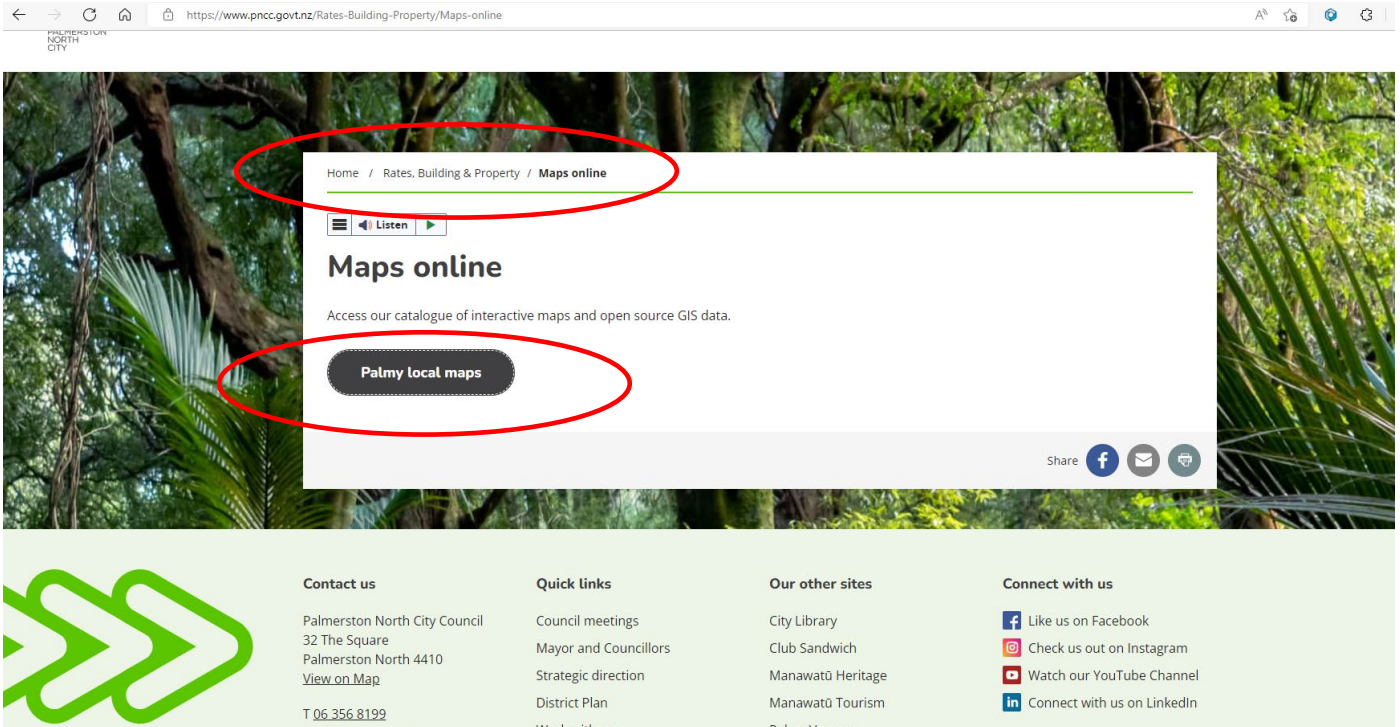 https://www.pncc.govt.nz/Rates-Building-Property/Maps-online
PALMERSTON
NORTH
CITY
Home / Rates, Building & Property / Maps online
Listen
Maps online
Access our catalogue of interactive maps and open source GIS data.
Palmy local maps
Share
Contact us
Palmerston North City Council
32 The Square
Palmerston North 4410
View on Map
T 06 356 8199
Quick links
Council meetings
Mayor and Councillors
Strategic direction
District Plan
Our other sites
City Library
Club Sandwich
Manawatū Heritage
Manawatū Tourism
Connect with us
Like us on Facebook
Check us out on Instagram
Watch our YouTube Channel
Connect with us on LinkedIn